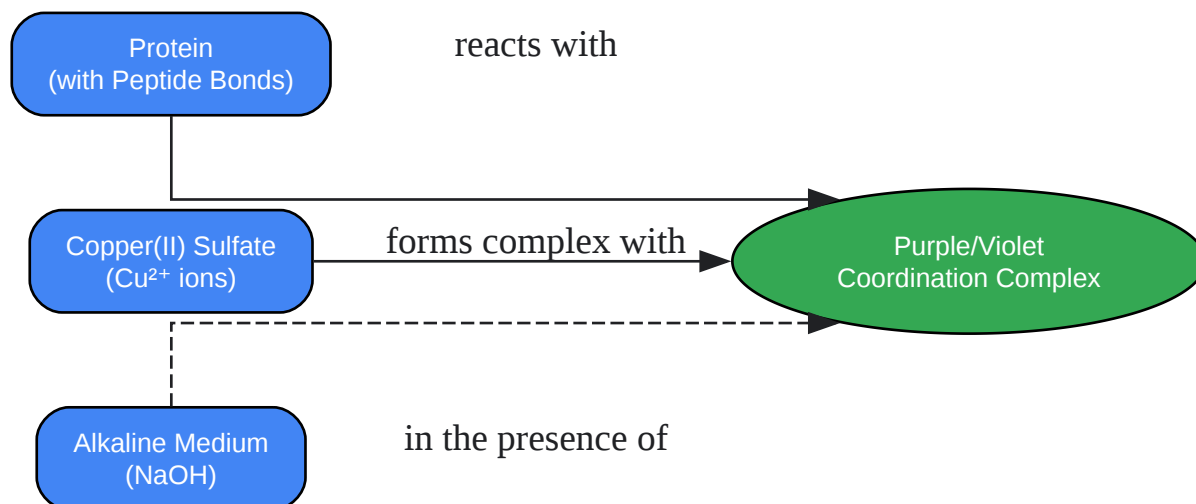 Protein
(with Peptide Bonds)
reacts with
Copper(II) Sulfate
(Cu²⁺ ions)
forms complex with
Purple/Violet
Coordination Complex
Alkaline Medium
(NaOH)
in the presence of